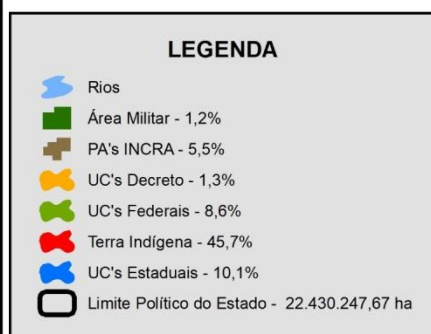 LEGENDA
Rios
Área Militar - 1,2%
PA's INCRA - 5,5%
UC's Decreto - 1,3%
UC's Federais - 8,6%
Terra Indígena - 45,7%
UC's Estaduais - 10,1%
Limite Político do Estado - 22.430.247,67 ha